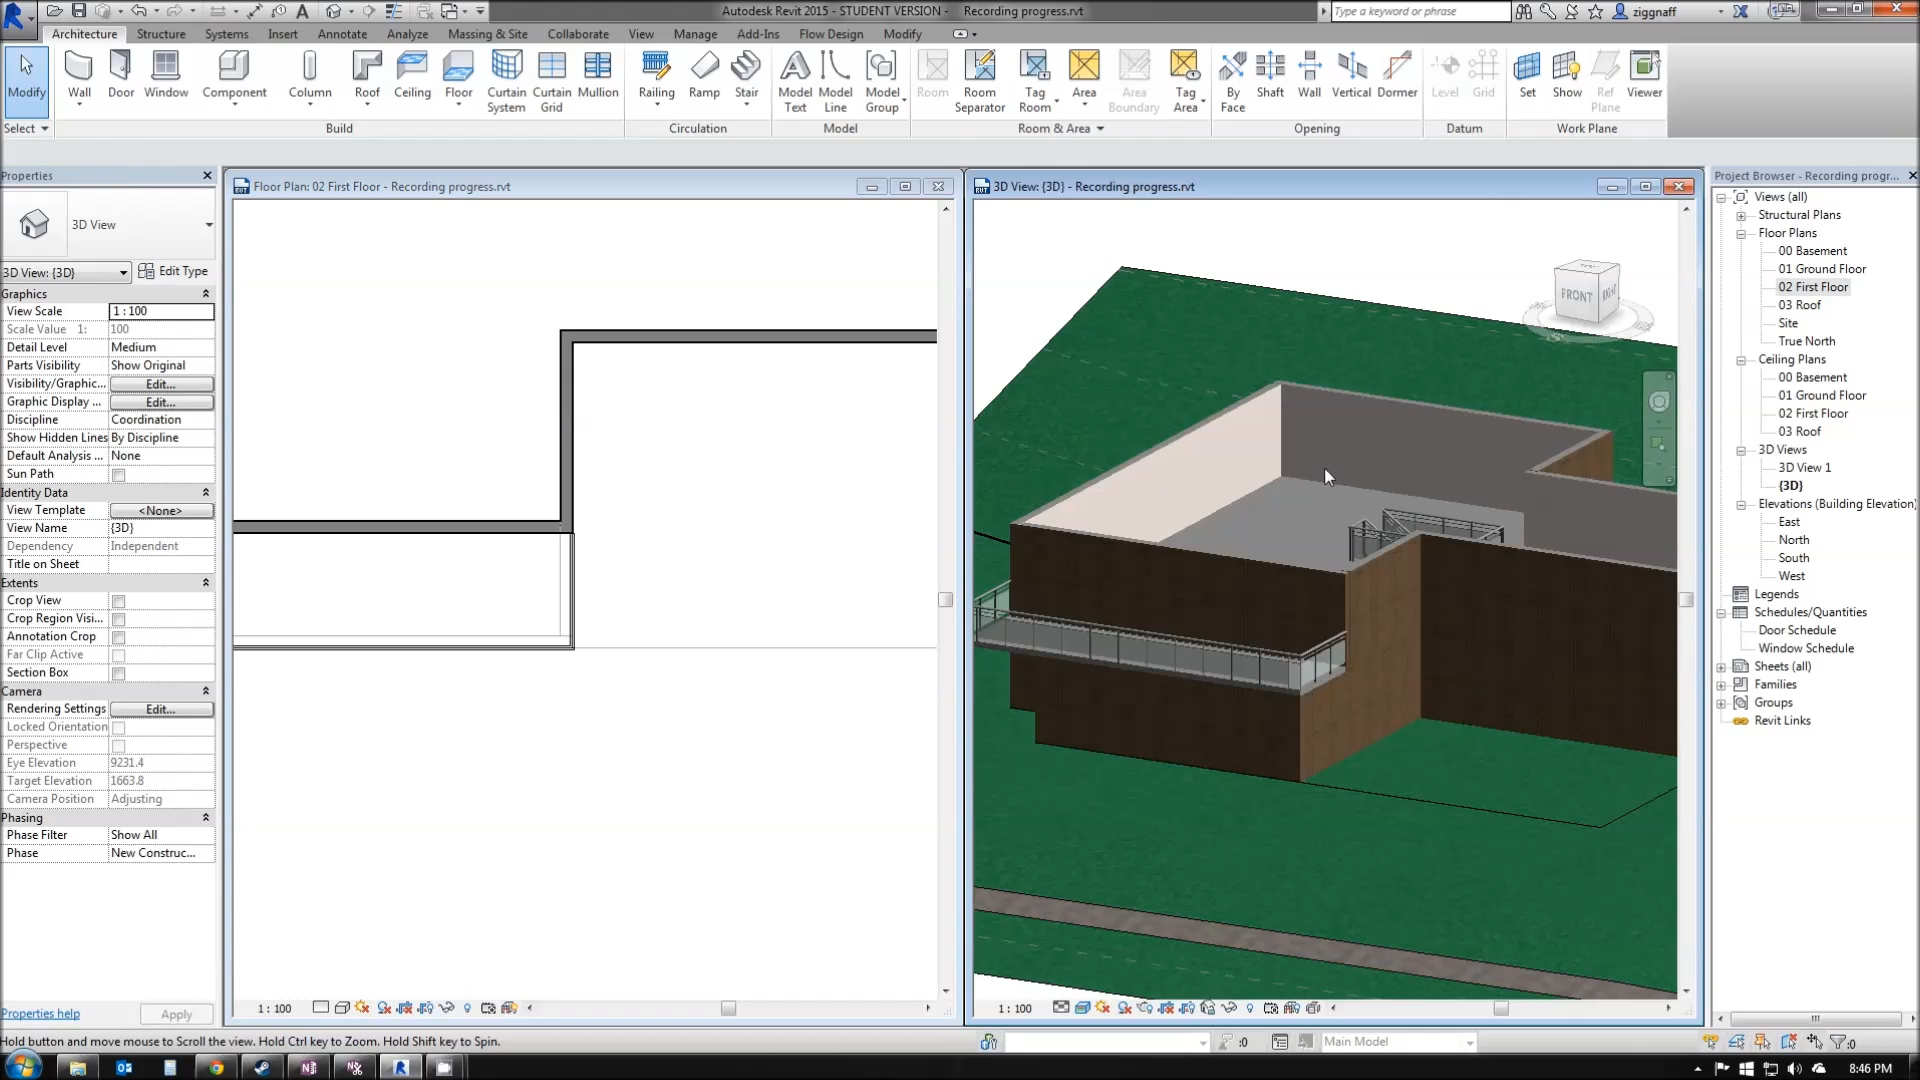 Autodesk Revit 2015 - STUDENT VERSION - Recording progress.rvt
Type a keyword or phrase
ziggnaff
Architecture Structure Systems Insert Annotate Analyze Massing & Site Collaborate View Manage Add-Ins Flow Design Modify
Modify Wall Door Window Component Column Roof Ceiling Floor Curtain System Curtain Grid Mullion Railing Ramp Stair Model Text Model Line Model Group Room Room Separator Tag Room Area Area Boundary Tag Area By Face Shaft Wall Vertical Dormer Level Grid Set Show Ref Plane Viewer
Select Build Circulation Model Room & Area Opening Datum Work Plane
Properties
3D View
3D View: {3D} Edit Type
Graphics
View Scale 1 : 100
Scale Value 1: 100
Detail Level Medium
Parts Visibility Show Original
Visibility/Graphic... Edit...
Graphic Display ... Edit...
Discipline Coordination
Show Hidden Lines By Discipline
Default Analysis ... None
Sun Path
Identity Data
View Template <None>
View Name {3D}
Dependency Independent
Title on Sheet
Extents
Crop View
Crop Region Visi...
Annotation Crop
Far Clip Active
Section Box
Camera
Rendering Settings Edit...
Locked Orientation
Perspective
Eye Elevation 9231.4
Target Elevation 1663.8
Camera Position Adjusting
Phasing
Phase Filter Show All
Phase New Construc...
Properties help Apply
Floor Plan: 02 First Floor - Recording progress.rvt
1 : 100
3D View: {3D} - Recording progress.rvt
FRONT RIGHT
1 : 100
Project Browser - Recording progr...
Views (all)
Structural Plans
Floor Plans
00 Basement
01 Ground Floor
02 First Floor
03 Roof
Site
True North
Ceiling Plans
00 Basement
01 Ground Floor
02 First Floor
03 Roof
3D Views
3D View 1
{3D}
Elevations (Building Elevation)
East
North
South
West
Legends
Schedules/Quantities
Door Schedule
Window Schedule
Sheets (all)
Families
Groups
Revit Links
Hold button and move mouse to Scroll the view. Hold Ctrl key to Zoom. Hold Shift key to Spin.
:0
Main Model
:0
8:46 PM